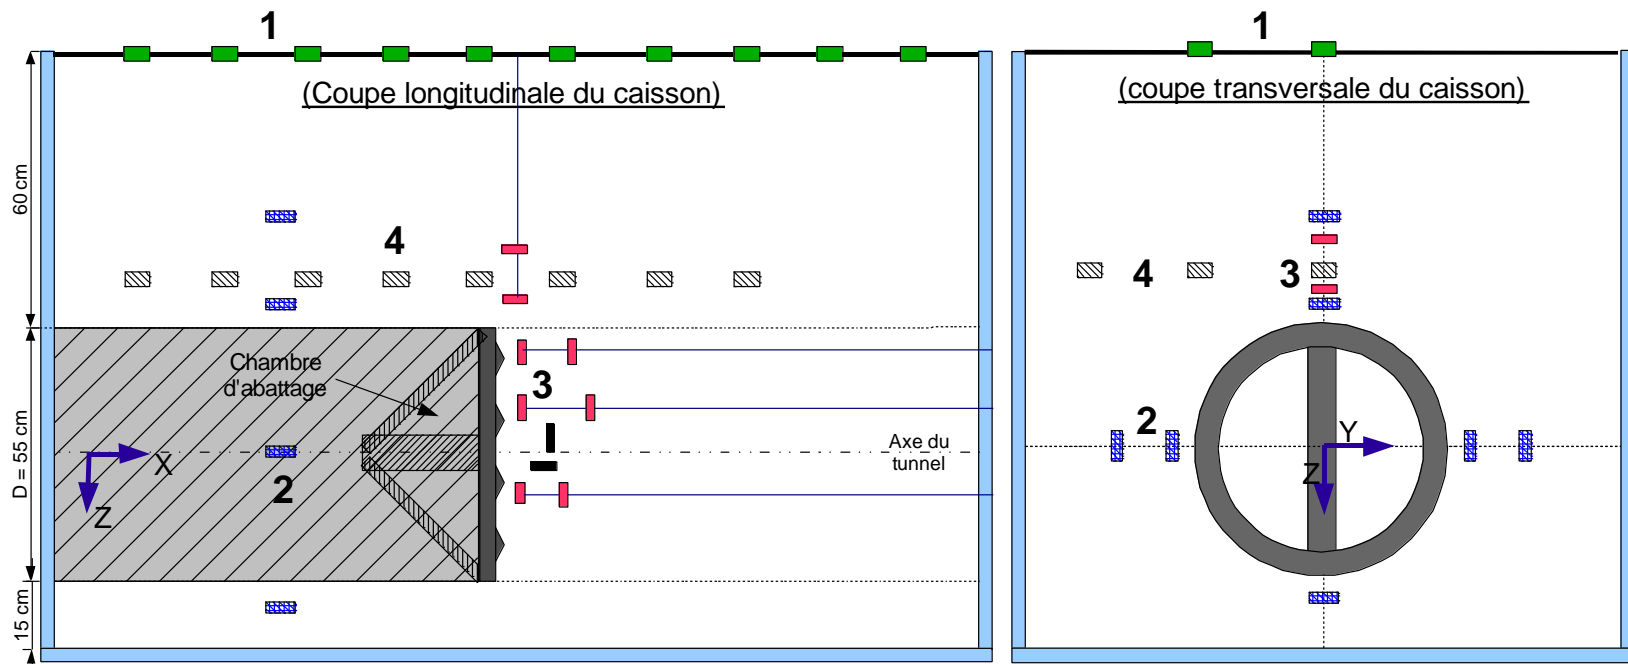 1
1
(Coupe longitudinale du caisson)
(coupe transversale du caisson)
60 cm
4
4
3
Chambre
d'abattage
3
D = 55 cm
X
Z
2
Axe du
tunnel
2
Y
Z
15 cm